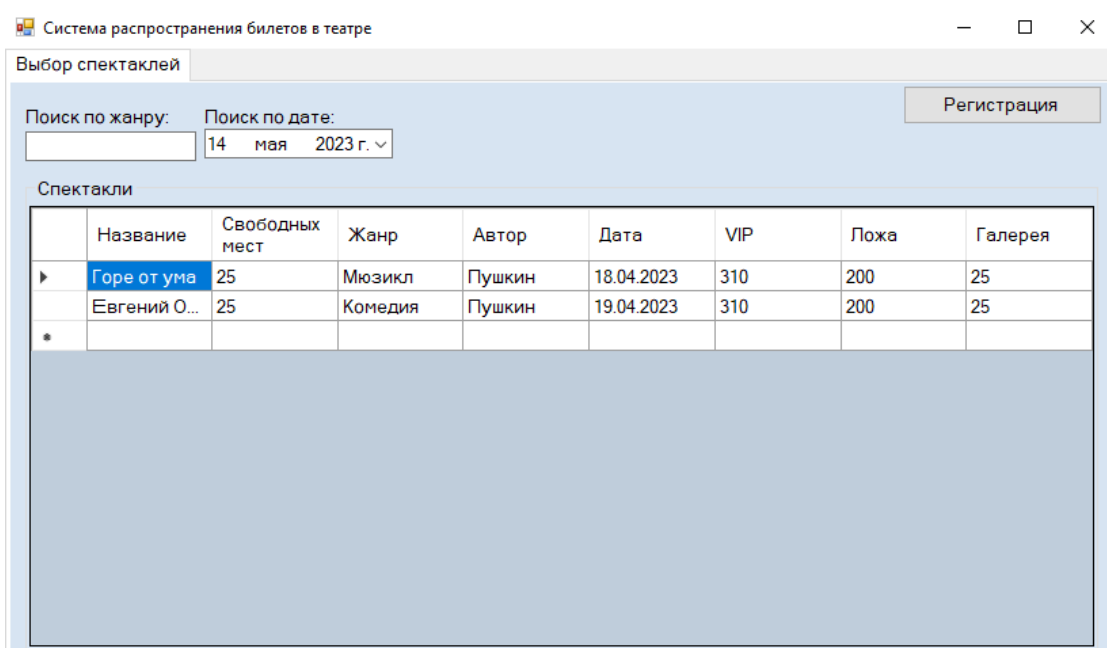 Система распространения билетов в театре
Выбор спектаклей
Регистрация
Поиск по жанру: Поиск по дате:
14 мая 2023 г.
Спектакли
Название Свободных мест Жанр Автор Дата VIP Ложа Галерея
Горе от ума 25 Мюзикл Пушкин 18.04.2023 310 200 25
Евгений О... 25 Комедия Пушкин 19.04.2023 310 200 25